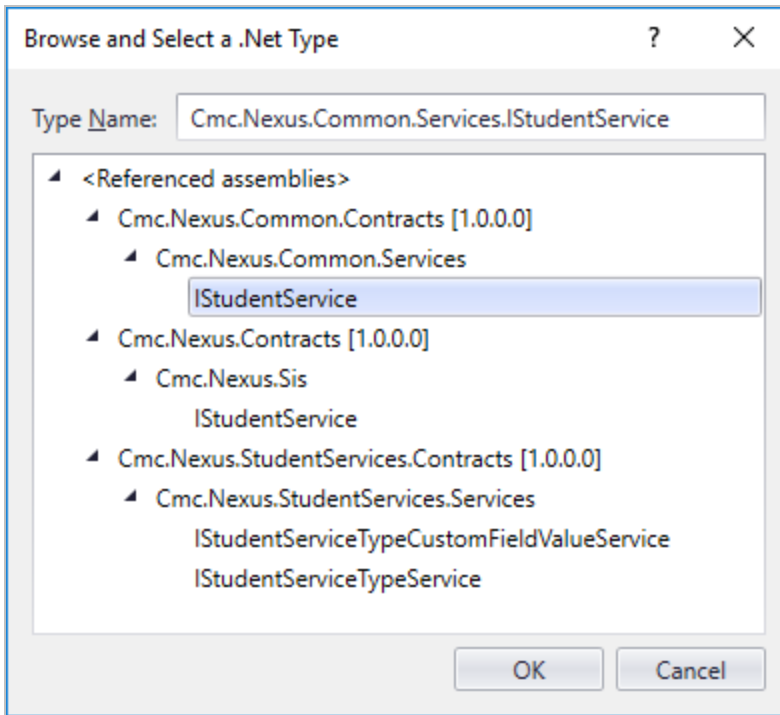 Browse and Select a .Net Type ?
Type Name: Cmc.Nexus.Common.Services.IStudentService
<Referenced assemblies>
Cmc.Nexus.Common.Contracts [1.0.0.0]
Cmc.Nexus.Common.Services
IStudentService
Cmc.Nexus.Contracts [1.0.0.0]
Cmc.Nexus.Sis
IStudentService
Cmc.Nexus.StudentServices.Contracts [1.0.0.0]
Cmc.Nexus.StudentServices.Services
IStudentServiceTypeCustomFieldValueService
IStudentServiceTypeService
OK Cancel